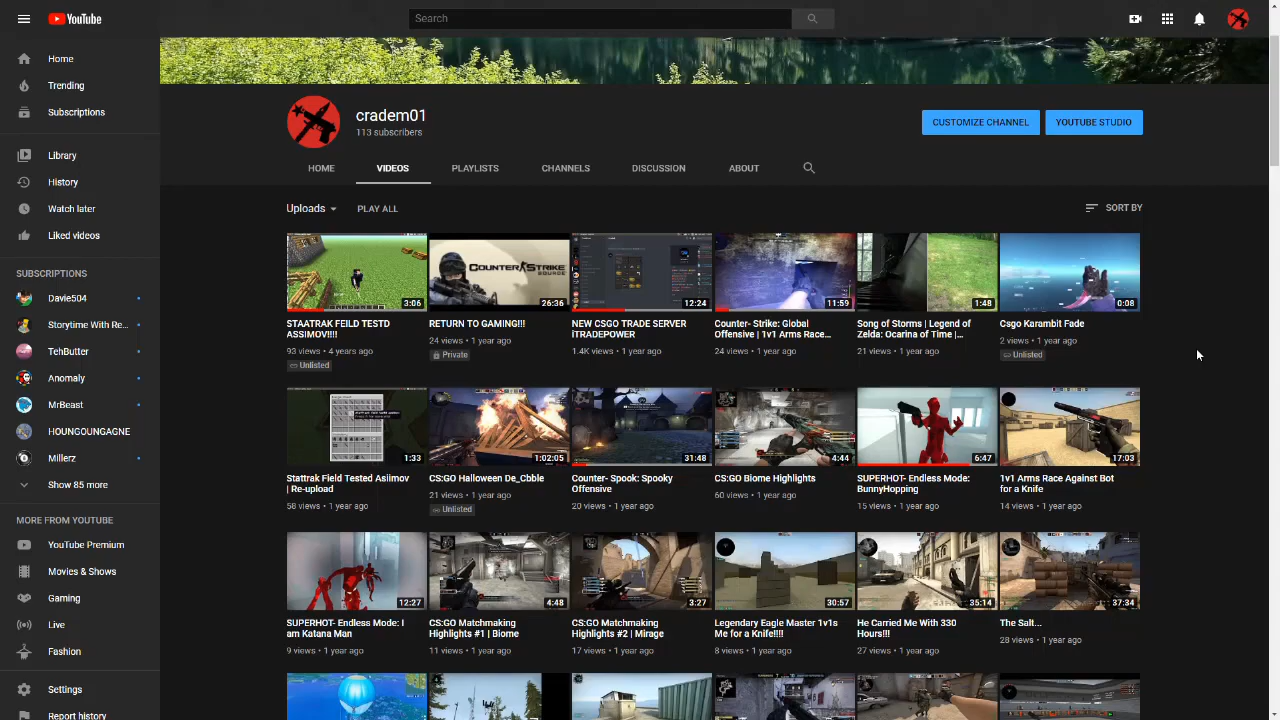 YouTube
Search
Home
Trending
Subscriptions
Library
History
Watch later
Liked videos
SUBSCRIPTIONS
Davie504
Storytime With Re...
TehButter
Anomaly
MrBeast
HOUNGOUNGAGNE
Millerz
Show 85 more
MORE FROM YOUTUBE
YouTube Premium
Movies & Shows
Gaming
Live
Fashion
Settings
Report history
cradem01
113 subscribers
CUSTOMIZE CHANNEL
YOUTUBE STUDIO
HOME
VIDEOS
PLAYLISTS
CHANNELS
DISCUSSION
ABOUT
Uploads
PLAY ALL
SORT BY
3:06
STAATRAK FEILD TESTD
ASSIMOV!!!!
93 views • 4 years ago
Unlisted
COUNTER-STRIKE
SOURCE
26:36
RETURN TO GAMING!!!
24 views • 1 year ago
Private
12:24
NEW CSGO TRADE SERVER
iTRADEPOWER
1.4K views • 1 year ago
11:59
Counter- Strike: Global
Offensive | 1v1 Arms Race...
24 views • 1 year ago
1:48
Song of Storms | Legend of
Zelda: Ocarina of Time |...
21 views • 1 year ago
0:08
Csgo Karambit Fade
2 views • 1 year ago
Unlisted
1:33
Stattrak Field Tested Asiimov
| Re-upload
58 views • 1 year ago
1:02:05
CS:GO Halloween De_Cbble
21 views • 1 year ago
Unlisted
31:48
Counter- Spook: Spooky
Offensive
20 views • 1 year ago
4:44
CS:GO Biome Highlights
60 views • 1 year ago
6:47
SUPERHOT- Endless Mode:
BunnyHopping
15 views • 1 year ago
17:03
1v1 Arms Race Against Bot
for a Knife
14 views • 1 year ago
12:27
SUPERHOT- Endless Mode: I
am Katana Man
9 views • 1 year ago
4:48
CS:GO Matchmaking
Highlights #1 | Biome
11 views • 1 year ago
3:27
CS:GO Matchmaking
Highlights #2 | Mirage
17 views • 1 year ago
30:57
Legendary Eagle Master 1v1s
Me for a Knife!!!!
8 views • 1 year ago
35:14
He Carried Me With 330
Hours!!!
27 views • 1 year ago
37:34
The Salt...
28 views • 1 year ago